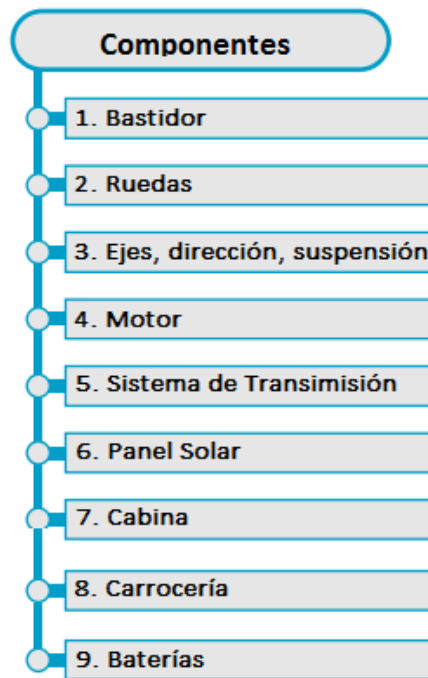 Componentes
1. Bastidor
2. Ruedas
3. Ejes, dirección, suspensión
4. Motor
5. Sistema de Transimisión
6. Panel Solar
7. Cabina
8. Carrocería
9. Baterías